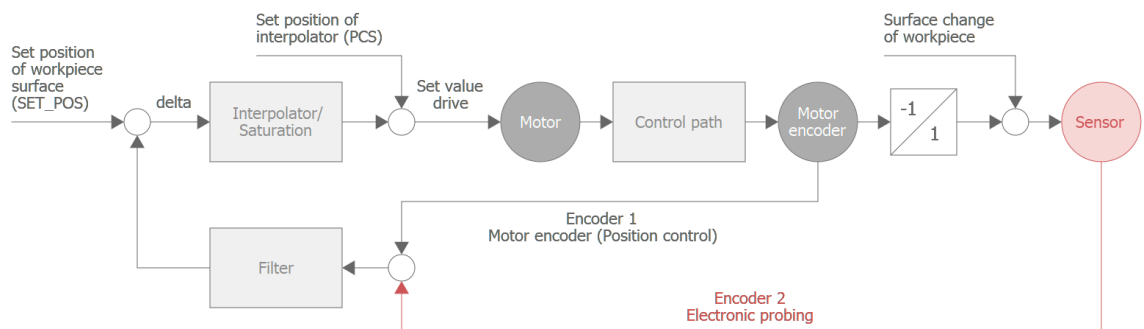 Set position of
interpolator (PCS)
Surface change
of workpiece
Set position
of workpiece
surface
(SET_POS)
delta
Interpolator/
Saturation
Set value
drive
Motor
Control path
Motor
encoder
-1
1
Sensor
Encoder 1
Motor encoder (Position control)
Filter
Encoder 2
Electronic probing